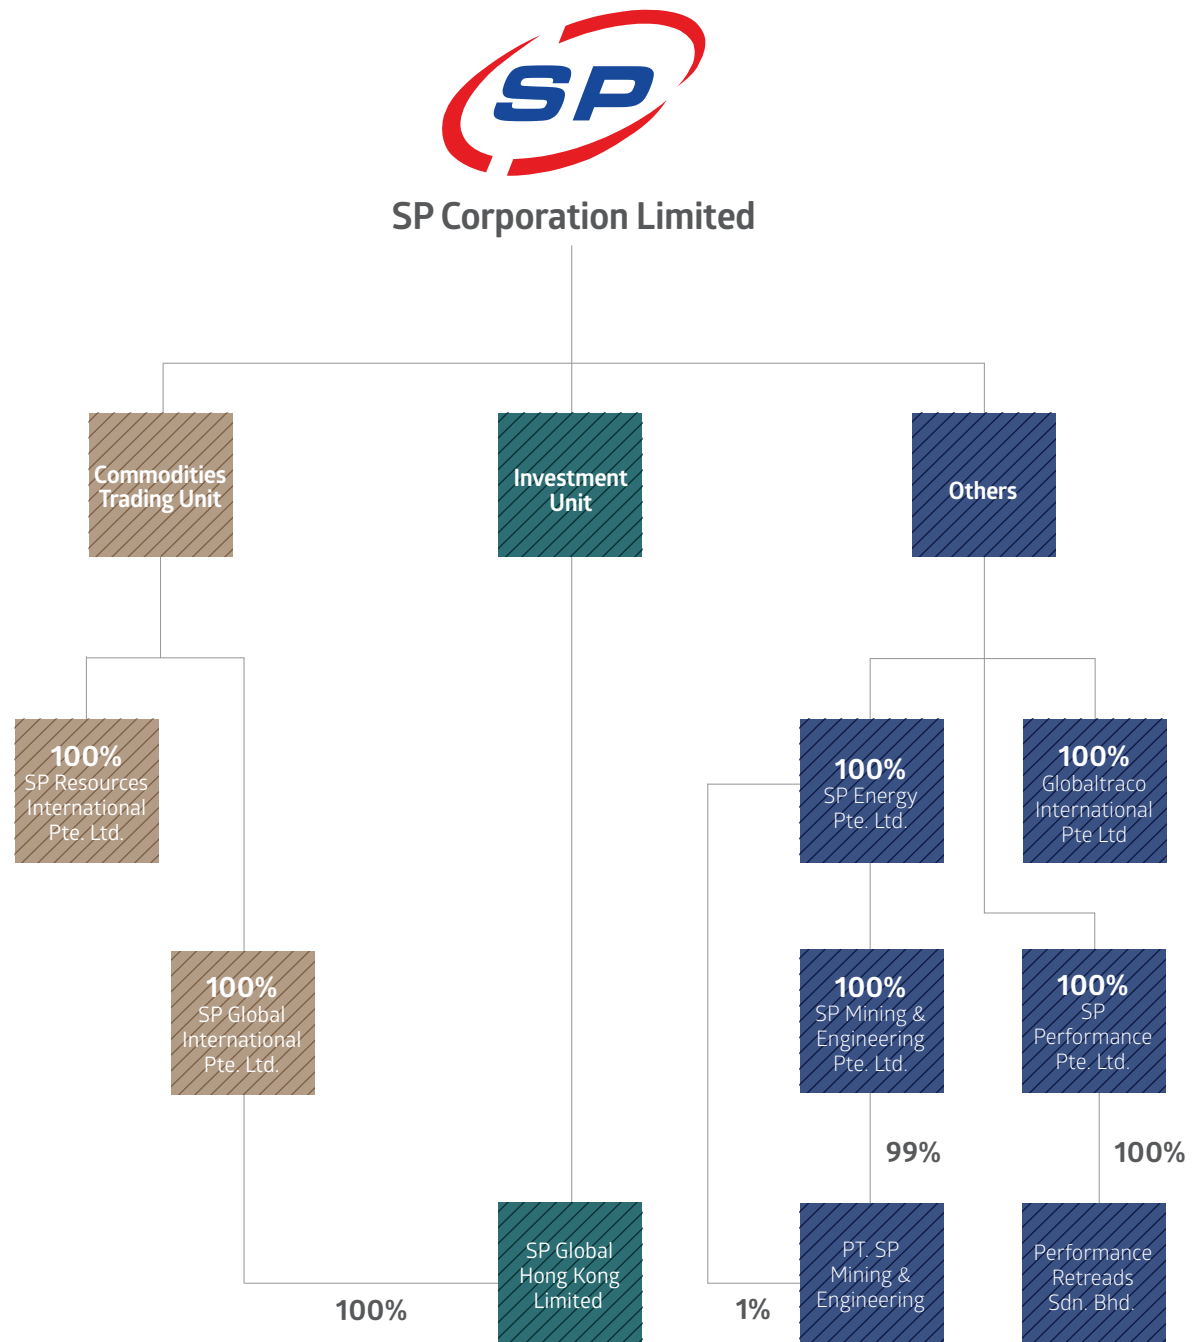 SP
SP Corporation Limited
Commodities
Trading Unit
Investment
Unit
Others
100%
SP Resources
International
Pte. Ltd.
100%
SP Energy
Pte. Ltd.
100%
Globaltraco
International
Pte Ltd
100%
SP Global
International
Pte. Ltd.
100%
SP Mining &
Engineering
Pte. Ltd.
100%
SP
Performance
Pte. Ltd.
99%
100%
SP Global
Hong Kong
Limited
PT. SP
Mining &
Engineering
Performance
Retreads
Sdn. Bhd.
100%
1%